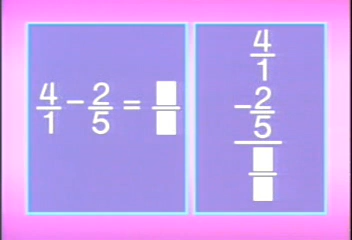 4/1 − 2/5 = □/□
4/1
− 2/5
□/□